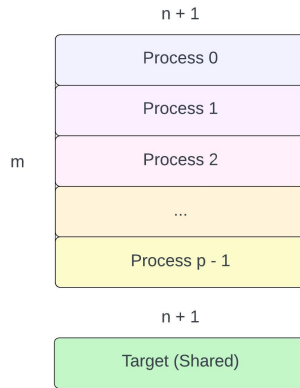 n + 1
Process 0
Process 1
m
Process 2
...
Process p - 1
n + 1
Target (Shared)